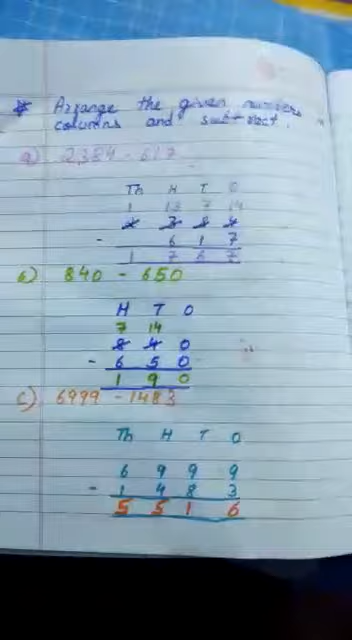 * Arrange the given numbers
columns and subtract.
a) 2384 - 617
Th H T O
1 13 7 14
2 3 8 4
- 6 1 7
1 7 6 7
b) 840 - 650
H T O
7 14
8 4 0
- 6 5 0
1 9 0
c) 6999 - 1483
Th H T O
6 9 9 9
- 1 4 8 3
5 5 1 6